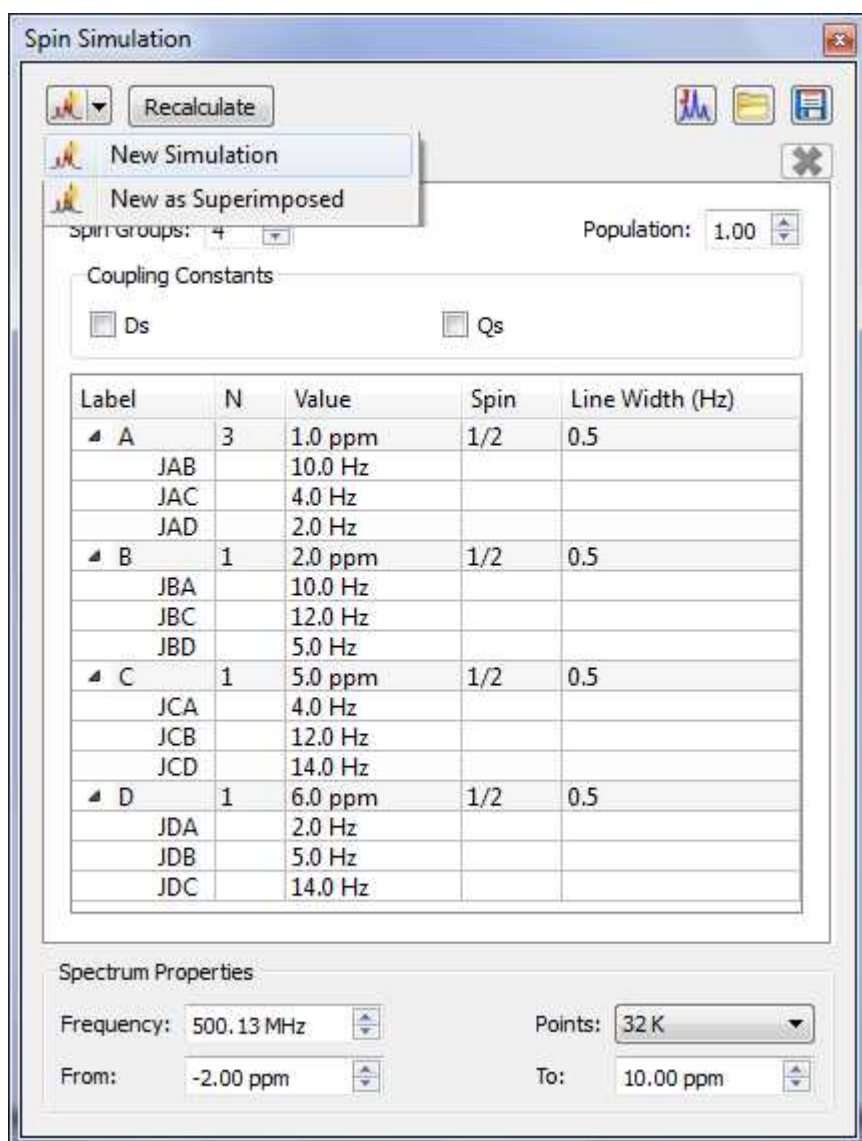 Spin Simulation
Recalculate
New Simulation
New as Superimposed
Spin Groups: 4 Population: 1.00
Coupling Constants
Ds Qs
Label N Value Spin Line Width (Hz)
A 3 1.0 ppm 1/2 0.5
JAB 10.0 Hz
JAC 4.0 Hz
JAD 2.0 Hz
B 1 2.0 ppm 1/2 0.5
JBA 10.0 Hz
JBC 12.0 Hz
JBD 5.0 Hz
C 1 5.0 ppm 1/2 0.5
JCA 4.0 Hz
JCB 12.0 Hz
JCD 14.0 Hz
D 1 6.0 ppm 1/2 0.5
JDA 2.0 Hz
JDB 5.0 Hz
JDC 14.0 Hz
Spectrum Properties
Frequency: 500.13 MHz Points: 32 K
From: -2.00 ppm To: 10.00 ppm